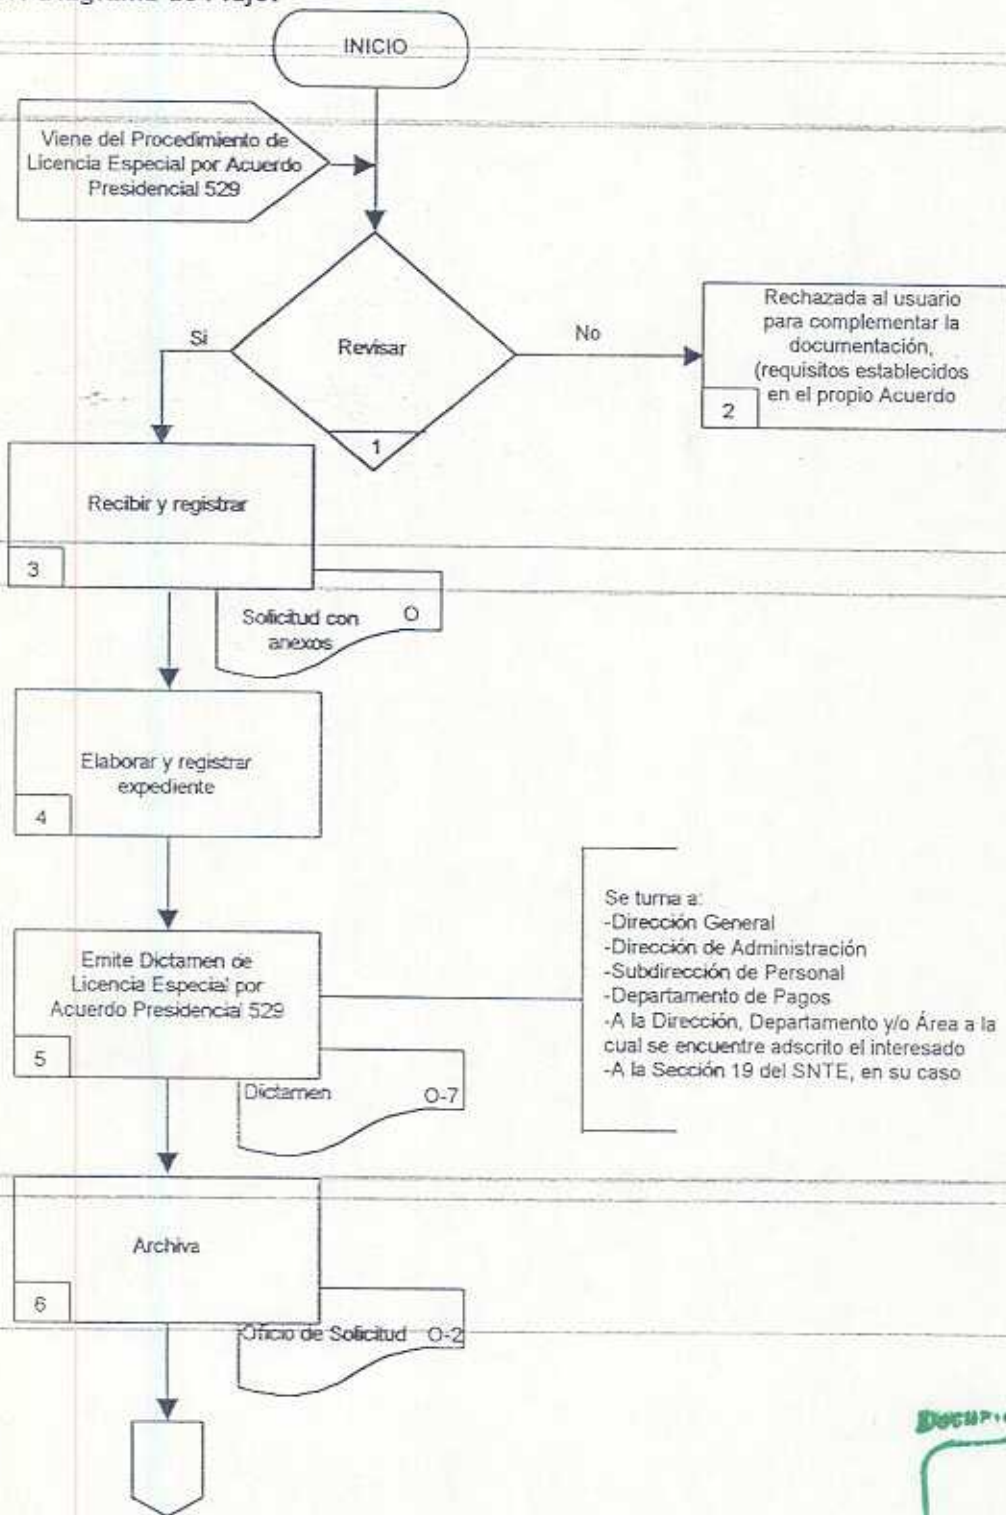 INICIO
Viene del Procedimiento de
Licencia Especial por Acuerdo
Presidencial 529
Si
Revisar
No
1
Rechazada al usuario
para complementar la
documentación,
(requisitos establecidos
en el propio Acuerdo
2
Recibir y registrar
3
Solicitud con O
anexos
Elaborar y registrar
expediente
4
Emite Dictamen de
Licencia Especial por
Acuerdo Presidencial 529
5
Se turna a:
-Dirección General
-Dirección de Administración
-Subdirección de Personal
-Departamento de Pagos
-A la Dirección, Departamento y/o Área a la
cual se encuentre adscrito el interesado
-A la Sección 19 del SNTE, en su caso
Dictamen O-7
Archiva
6
Oficio de Solicitud O-2